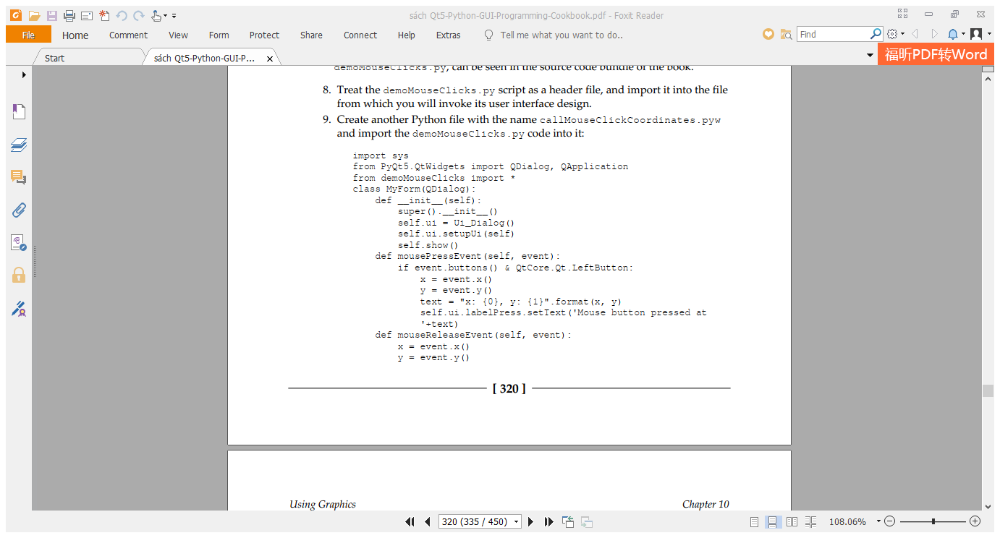 sách Qt5-Python-GUI-Programming-Cookbook.pdf - Foxit Reader
File Home Comment View Form Protect Share Connect Help Extras Tell me what you want to do.. Find
Start sách Qt5-Python-GUI-P... 福昕PDF转Word
demoMouseClicks.py, can be seen in the source code bundle of the book.
8. Treat the demoMouseClicks.py script as a header file, and import it into the file
from which you will invoke its user interface design.
9. Create another Python file with the name callMouseClickCoordinates.pyw
and import the demoMouseClicks.py code into it:
import sys
from PyQt5.QtWidgets import QDialog, QApplication
from demoMouseClicks import *
class MyForm(QDialog):
    def __init__(self):
        super().__init__()
        self.ui = Ui_Dialog()
        self.ui.setupUi(self)
        self.show()
    def mousePressEvent(self, event):
        if event.buttons() & QtCore.Qt.LeftButton:
            x = event.x()
            y = event.y()
            text = "x: {0}, y: {1}".format(x, y)
            self.ui.labelPress.setText('Mouse button pressed at
            '+text)
    def mouseReleaseEvent(self, event):
        x = event.x()
        y = event.y()
[ 320 ]
Using Graphics Chapter 10
320 (335 / 450) 108.06%